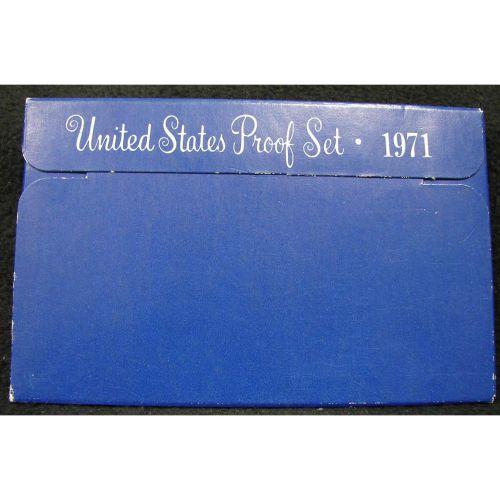 United States Proof Set · 1971